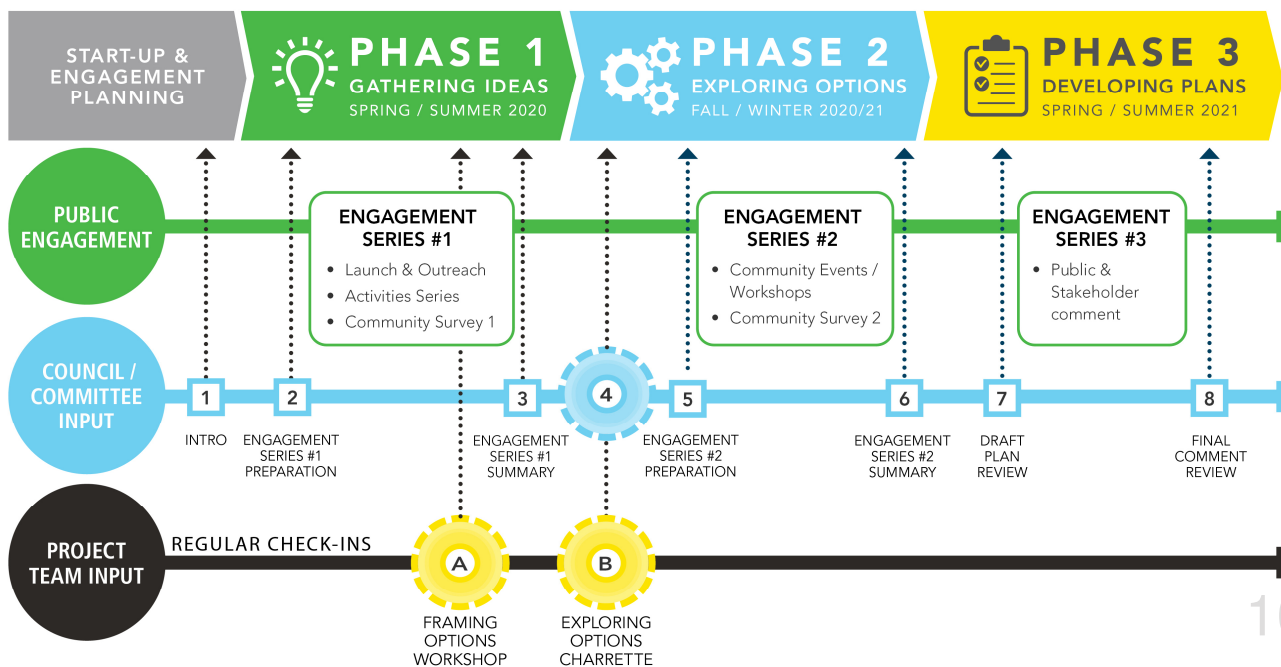 START-UP &
ENGAGEMENT
PLANNING
PHASE 1
GATHERING IDEAS
SPRING / SUMMER 2020
PHASE 2
EXPLORING OPTIONS
FALL / WINTER 2020/21
PHASE 3
DEVELOPING PLANS
SPRING / SUMMER 2021
PUBLIC
ENGAGEMENT
ENGAGEMENT
SERIES #1
• Launch & Outreach
• Activities Series
• Community Survey 1
ENGAGEMENT
SERIES #2
• Community Events /
Workshops
• Community Survey 2
ENGAGEMENT
SERIES #3
• Public &
Stakeholder
comment
COUNCIL /
COMMITTEE
INPUT
1
INTRO
2
ENGAGEMENT
SERIES #1
PREPARATION
3
ENGAGEMENT
SERIES #1
SUMMARY
4
5
ENGAGEMENT
SERIES #2
PREPARATION
6
ENGAGEMENT
SERIES #2
SUMMARY
7
DRAFT
PLAN
REVIEW
8
FINAL
COMMENT
REVIEW
PROJECT
TEAM INPUT
REGULAR CHECK-INS
A
FRAMING
OPTIONS
WORKSHOP
B
EXPLORING
OPTIONS
CHARRETTE